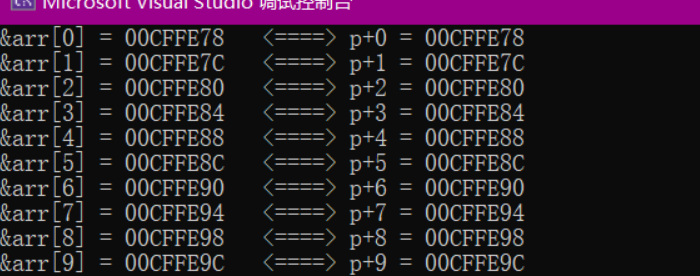 Microsoft Visual Studio 调试控制台
&arr[0] = 00CFFE78   <====> p+0 = 00CFFE78
&arr[1] = 00CFFE7C   <====> p+1 = 00CFFE7C
&arr[2] = 00CFFE80   <====> p+2 = 00CFFE80
&arr[3] = 00CFFE84   <====> p+3 = 00CFFE84
&arr[4] = 00CFFE88   <====> p+4 = 00CFFE88
&arr[5] = 00CFFE8C   <====> p+5 = 00CFFE8C
&arr[6] = 00CFFE90   <====> p+6 = 00CFFE90
&arr[7] = 00CFFE94   <====> p+7 = 00CFFE94
&arr[8] = 00CFFE98   <====> p+8 = 00CFFE98
&arr[9] = 00CFFE9C   <====> p+9 = 00CFFE9C